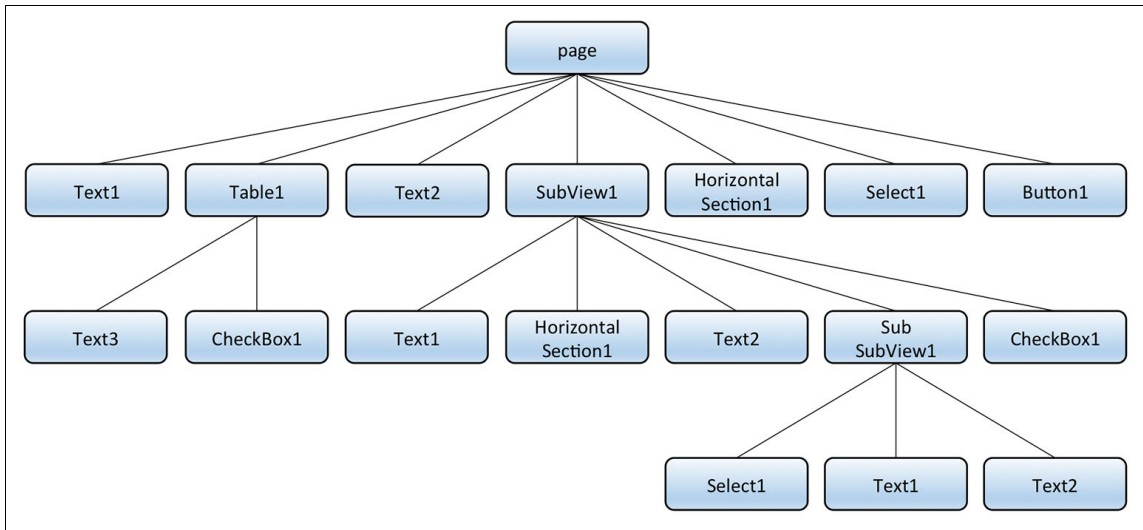 page
Text1
Table1
Text2
SubView1
Horizontal
Section1
Select1
Button1
Text3
CheckBox1
Text1
Horizontal
Section1
Text2
Sub
SubView1
CheckBox1
Select1
Text1
Text2